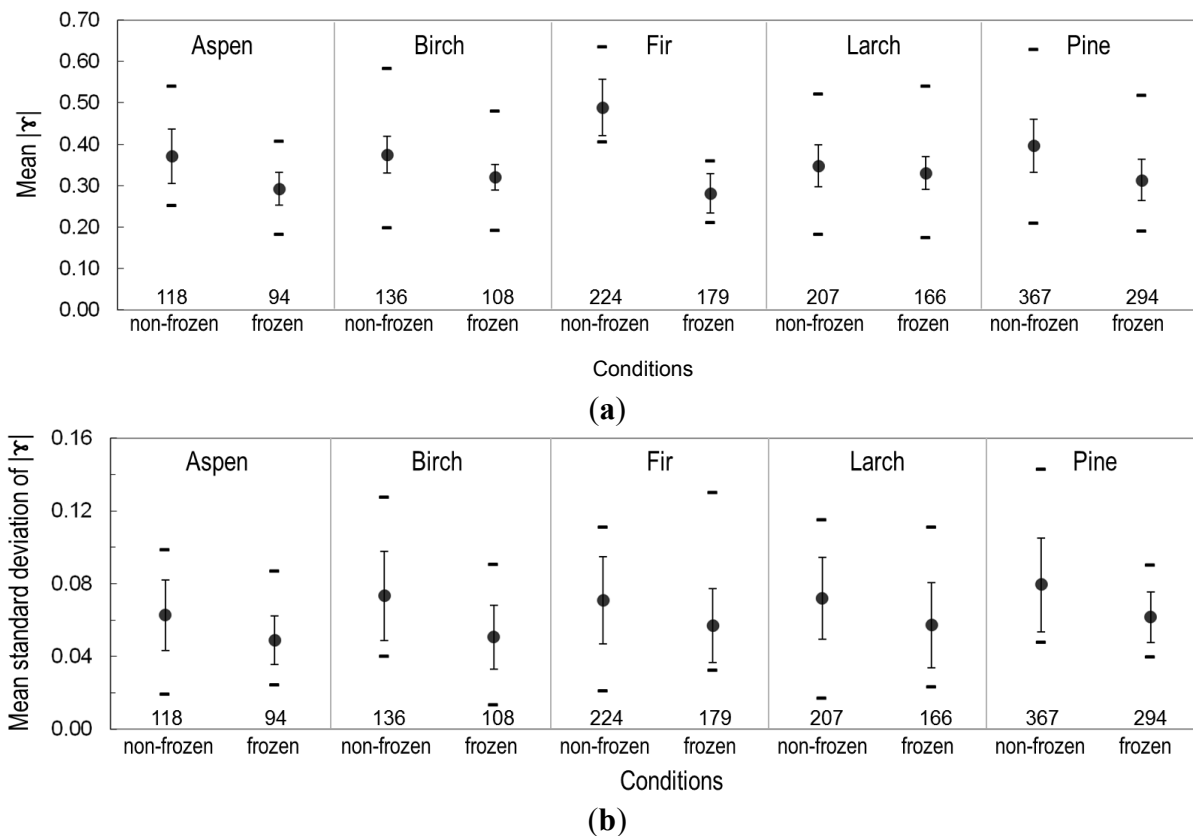 Mean |ɤ|
0.70
0.60
0.50
0.40
0.30
0.20
0.10
0.00
Aspen Birch Fir Larch Pine
118 94 136 108 224 179 207 166 367 294
non-frozen frozen non-frozen frozen non-frozen frozen non-frozen frozen non-frozen frozen
Conditions
(a)
Mean standard deviation of |ɤ|
0.16
0.12
0.08
0.04
0.00
Aspen Birch Fir Larch Pine
118 94 136 108 224 179 207 166 367 294
non-frozen frozen non-frozen frozen non-frozen frozen non-frozen frozen non-frozen frozen
Conditions
(b)